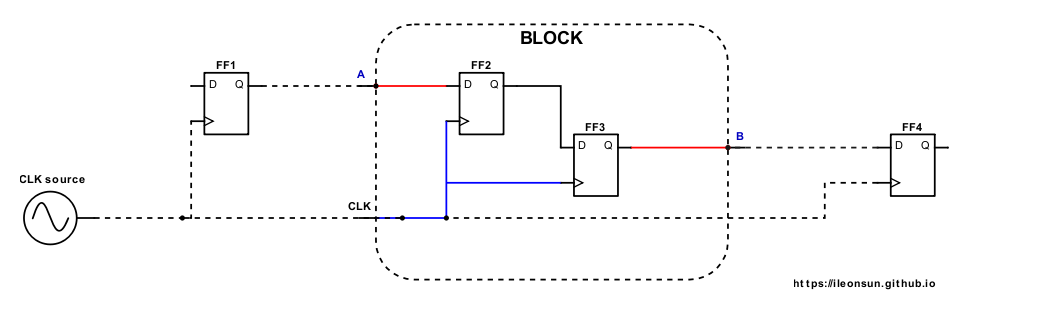 BLOCK
FF1
A
FF2
D Q
D Q
FF3
B
FF4
D Q
D Q
CLK source
CLK
https://ileonsun.github.io